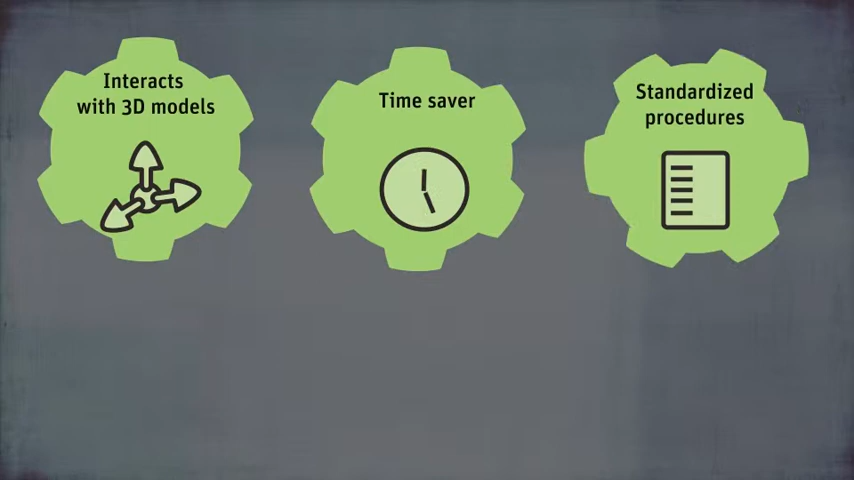 Interacts
with 3D models
Time saver
Standardized
procedures